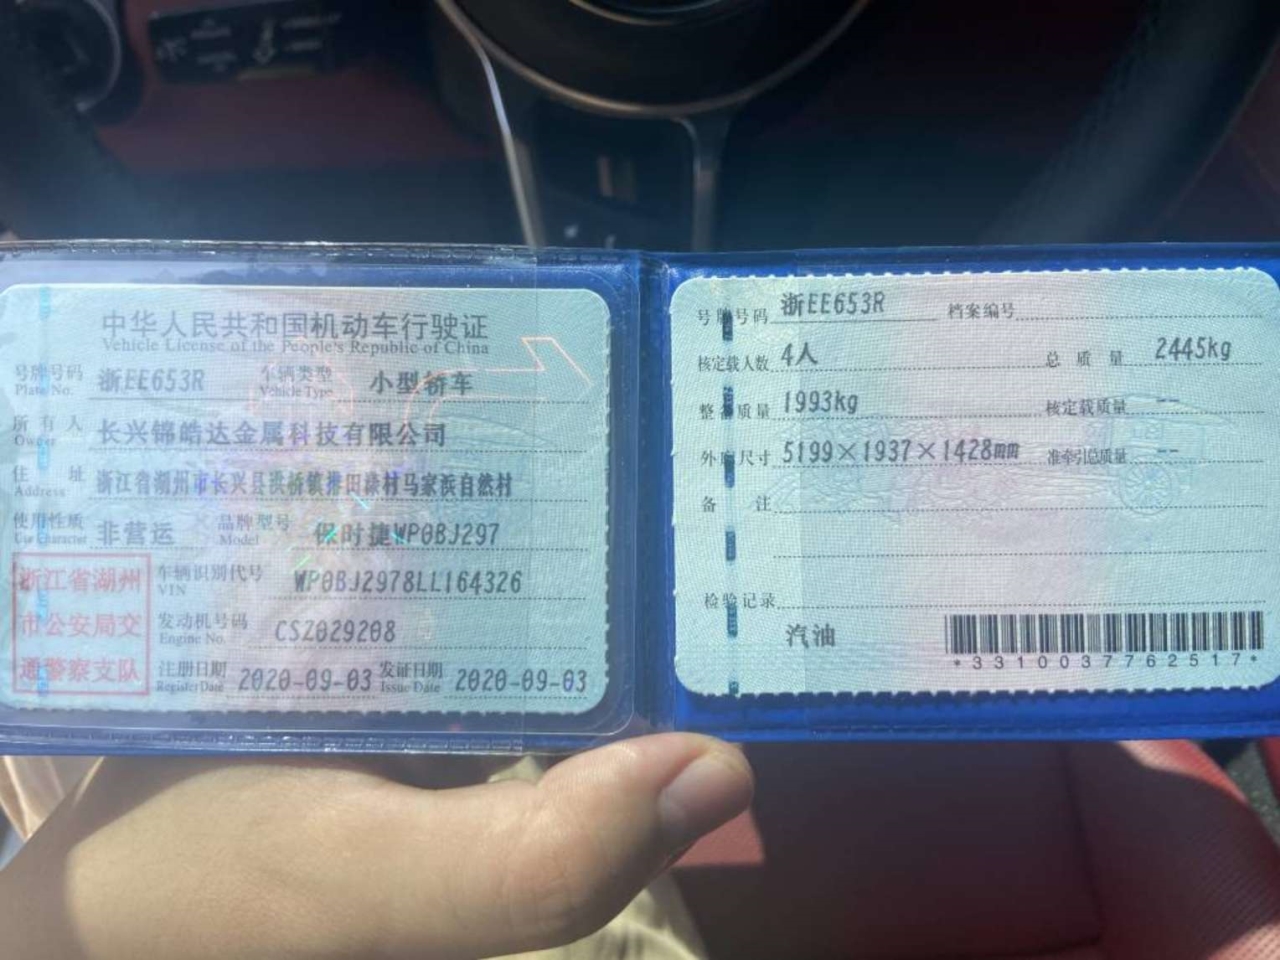 中华人民共和国机动车行驶证
Vehicle License of the People's Republic of China
号牌号码 浙EE653R 车辆类型 小型轿车
Plate No. Vehicle Type
所有人 长兴锦皓达金属科技有限公司
Owner
住址 浙江省湖州市长兴县洪桥镇 村马家浜自然村
Address
使用性质 非营运 品牌型号 保时捷WP0BJ297
Use Character Model
浙江省湖州市公安局交通警察支队
车辆识别代号 WP0BJ2978LL164326
VIN
发动机号码 CSZ029208
Engine No.
注册日期 2020-09-03 发证日期 2020-09-03
Register Date Issue Date
号牌号码 浙EE653R 档案编号
核定载人数 4人 总质量 2445kg
整备质量 1993kg 核定载质量 --
外廓尺寸 5199×1937×1428mm 准牵引总质量 --
备注
检验记录
汽油
*3310037762517*